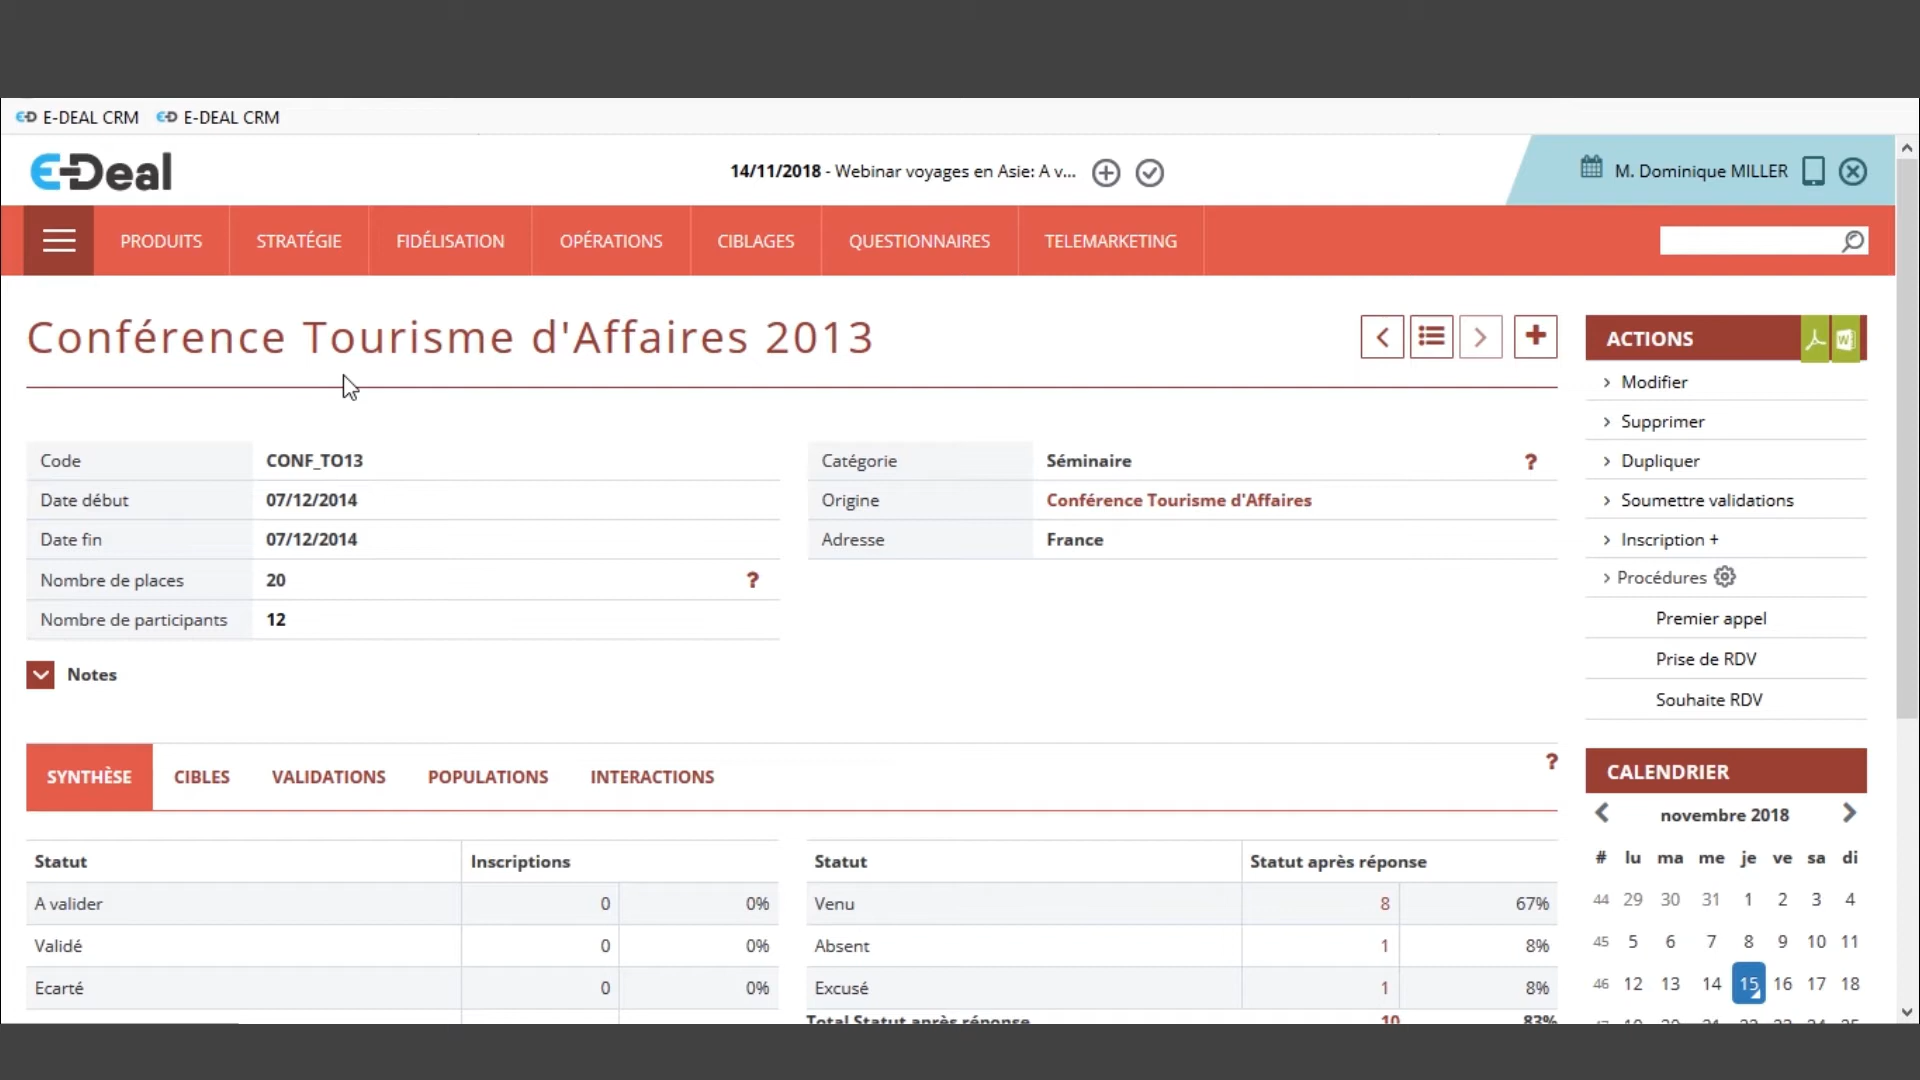 E-DEAL CRM E-DEAL CRM
E-Deal
14/11/2018 - Webinar voyages en Asie: A v...
M. Dominique MILLER
PRODUITS STRATÉGIE FIDÉLISATION OPÉRATIONS CIBLAGES QUESTIONNAIRES TELEMARKETING
Conférence Tourisme d'Affaires 2013
Code CONF_TO13
Date début 07/12/2014
Date fin 07/12/2014
Nombre de places 20 ?
Nombre de participants 12
Catégorie Séminaire ?
Origine Conférence Tourisme d'Affaires
Adresse France
Notes
SYNTHÈSE CIBLES VALIDATIONS POPULATIONS INTERACTIONS ?
Statut Inscriptions
A valider 0 0%
Validé 0 0%
Ecarté 0 0%
Statut Statut après réponse
Venu 8 67%
Absent 1 8%
Excusé 1 8%
Total Statut après réponse 10 83%
ACTIONS
Modifier
Supprimer
Dupliquer
Soumettre validations
Inscription +
Procédures
Premier appel
Prise de RDV
Souhaite RDV
CALENDRIER
novembre 2018
# lu ma me je ve sa di
44 29 30 31 1 2 3 4
45 5 6 7 8 9 10 11
46 12 13 14 15 16 17 18